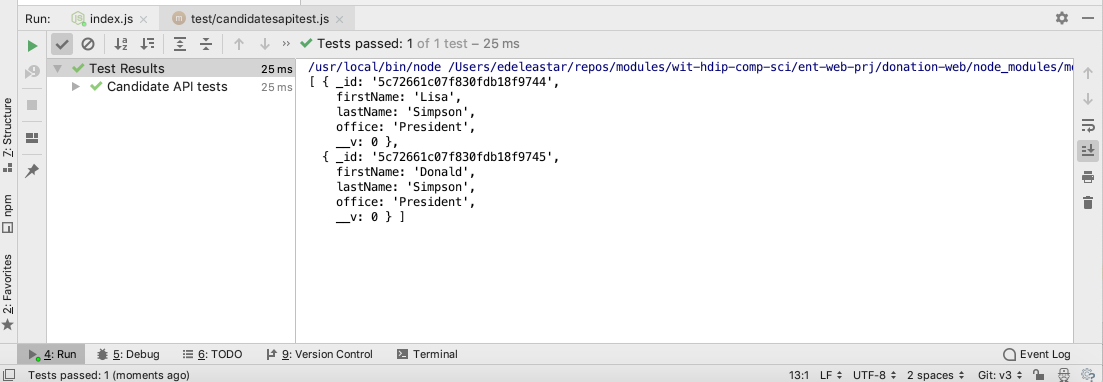 Run:
index.js
test/candidatesapitest.js
Tests passed: 1 of 1 test – 25 ms
Test Results 25 ms
Candidate API tests 25 ms
/usr/local/bin/node /Users/edeleastar/repos/modules/wit-hdip-comp-sci/ent-web-prj/donation-web/node_modules/m
[ { _id: '5c72661c07f830fdb18f9744',
firstName: 'Lisa',
lastName: 'Simpson',
office: 'President',
__v: 0 },
{ _id: '5c72661c07f830fdb18f9745',
firstName: 'Donald',
lastName: 'Simpson',
office: 'President',
__v: 0 } ]
7: Structure
npm
2: Favorites
4: Run
5: Debug
6: TODO
9: Version Control
Terminal
Event Log
Tests passed: 1 (moments ago)
13:1
LF
UTF-8
2 spaces
Git: v3